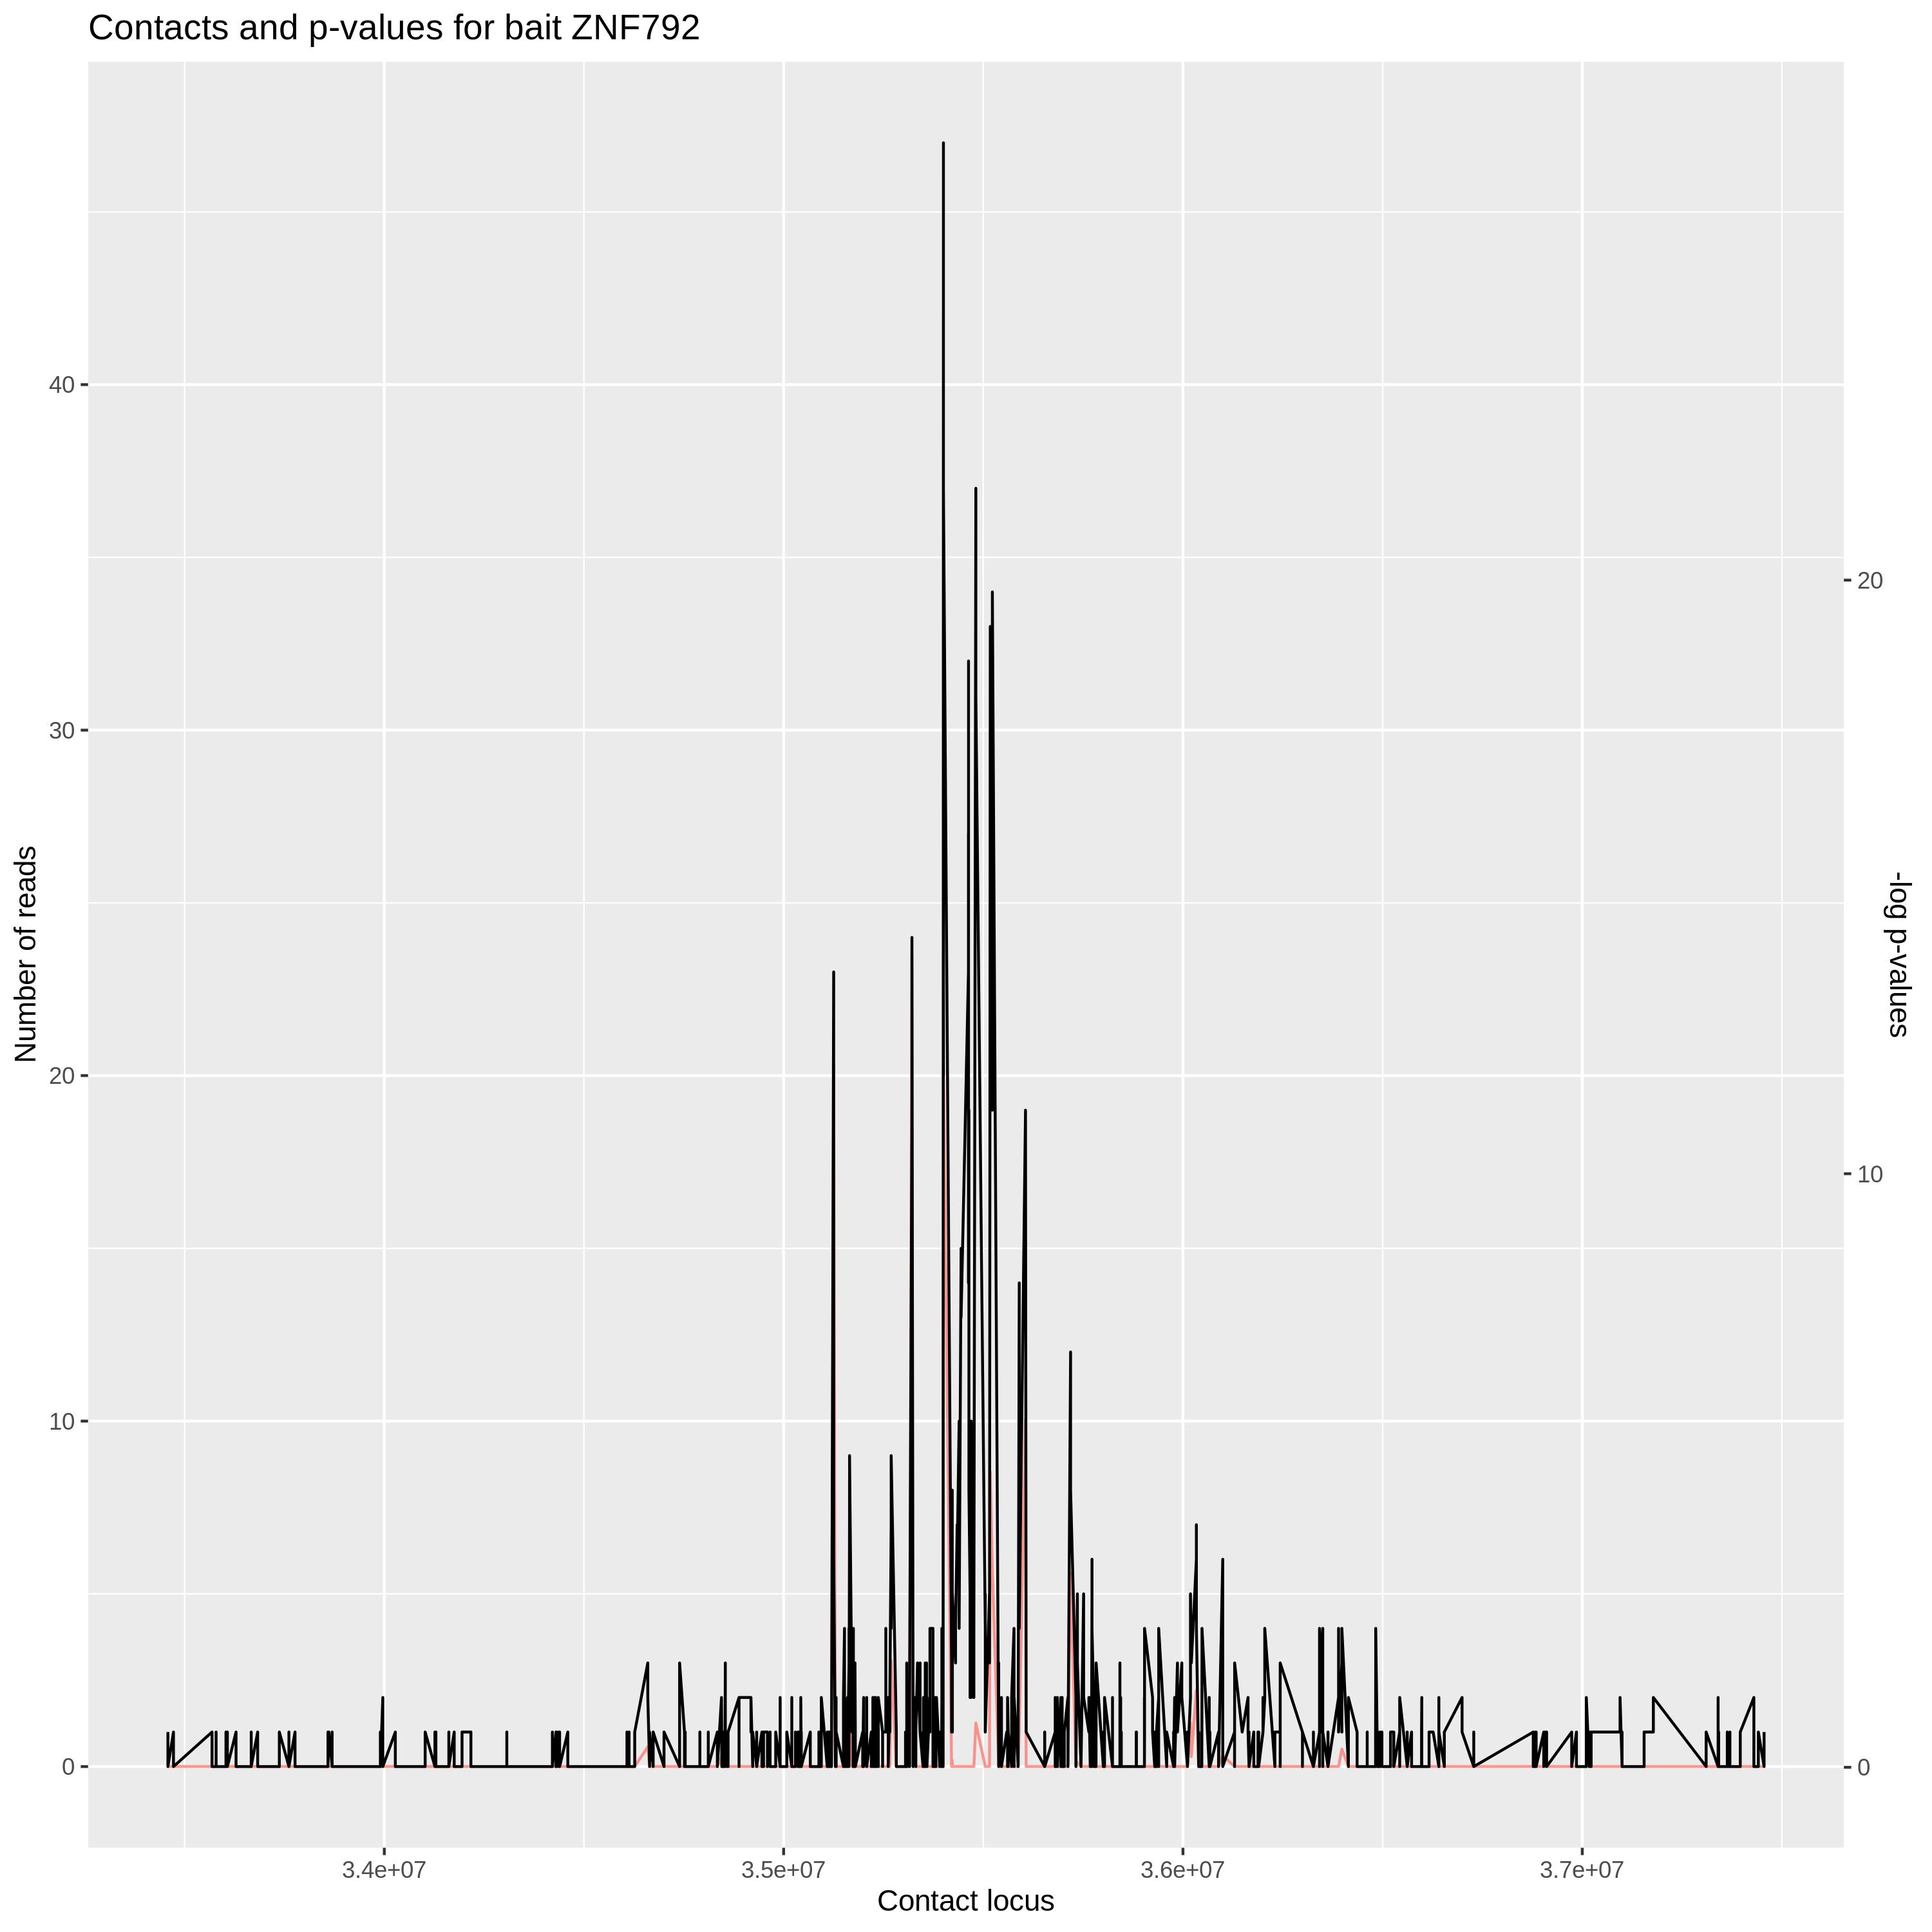 Contacts and p-values for bait ZNF792
Number of reads
40
30
20
10
0
20
10
0
-log p-values
3.4e+07
3.5e+07
3.6e+07
3.7e+07
Contact locus